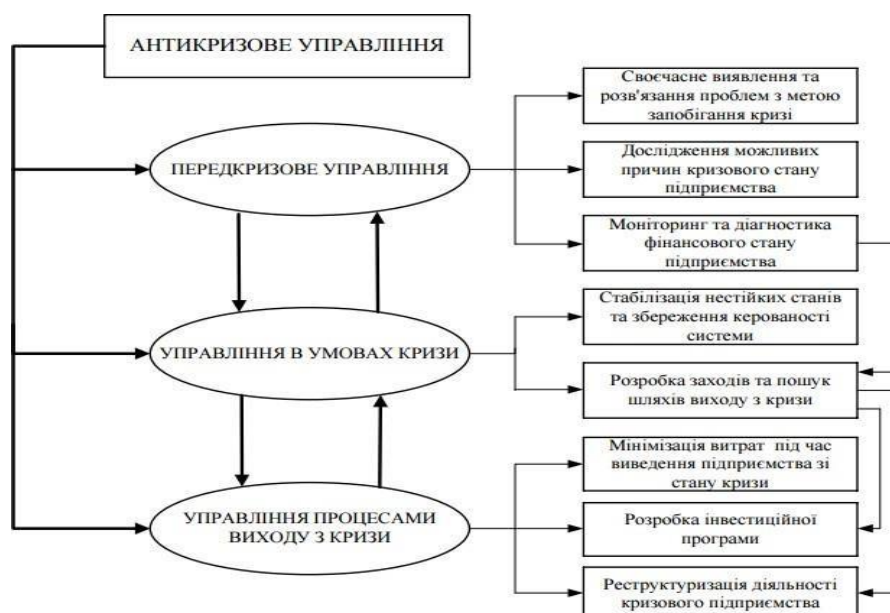 АНТИКРИЗОВЕ УПРАВЛІННЯ
Своєчасне виявлення та
розв'язання проблем з метою
запобігання кризі
ПЕРЕДКРИЗОВЕ УПРАВЛІННЯ
Дослідження можливих
причин кризового стану
підприємства
Моніторинг та діагностика
фінансового стану
підприємства
Стабілізація нестійких станів
та збереження керованості
системи
УПРАВЛІННЯ В УМОВАХ КРИЗИ
Розробка заходів та пошук
шляхів виходу з кризи
Мінімізація витрат під час
виведення підприємства зі
стану кризи
УПРАВЛІННЯ ПРОЦЕСАМИ
ВИХОДУ З КРИЗИ
Розробка інвестиційної
програми
Реструктуризація діяльності
кризового підприємства